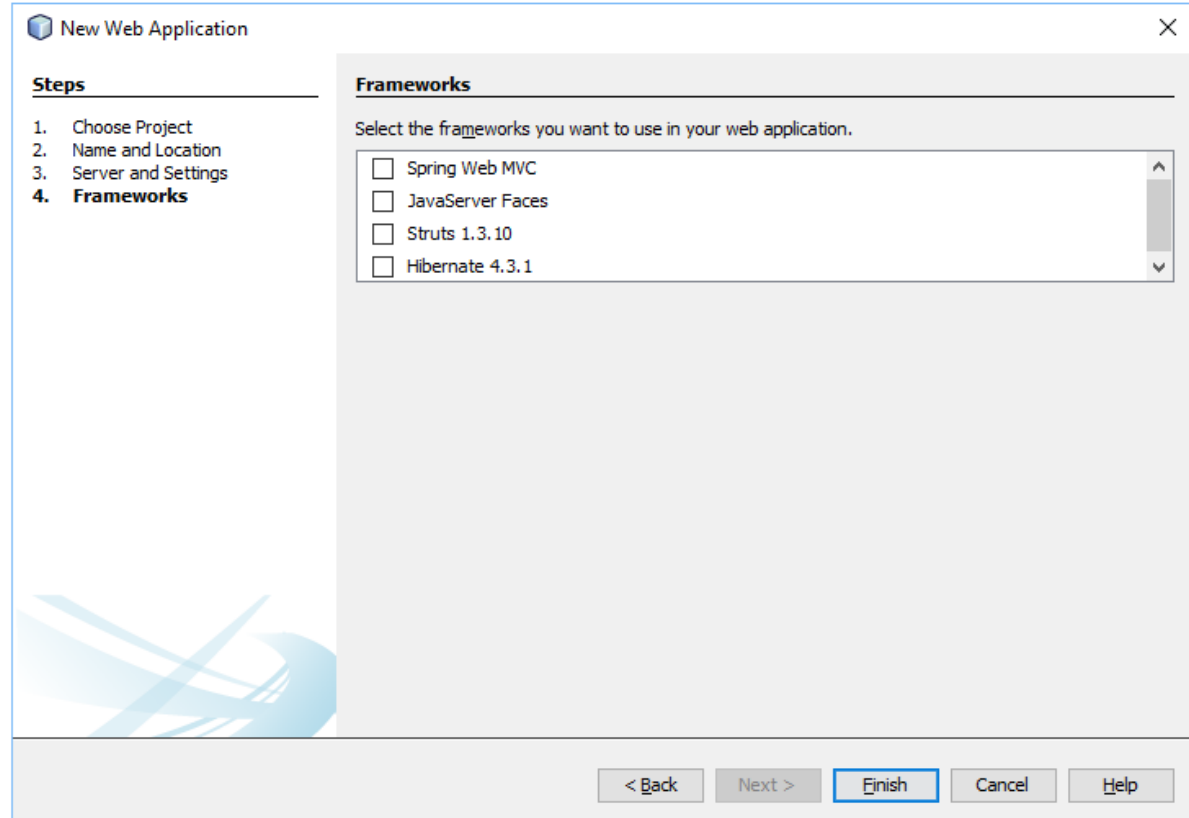 New Web Application
Steps
1. Choose Project
2. Name and Location
3. Server and Settings
4. Frameworks
Frameworks
Select the frameworks you want to use in your web application.
Spring Web MVC
JavaServer Faces
Struts 1.3.10
Hibernate 4.3.1
< Back
Next >
Finish
Cancel
Help